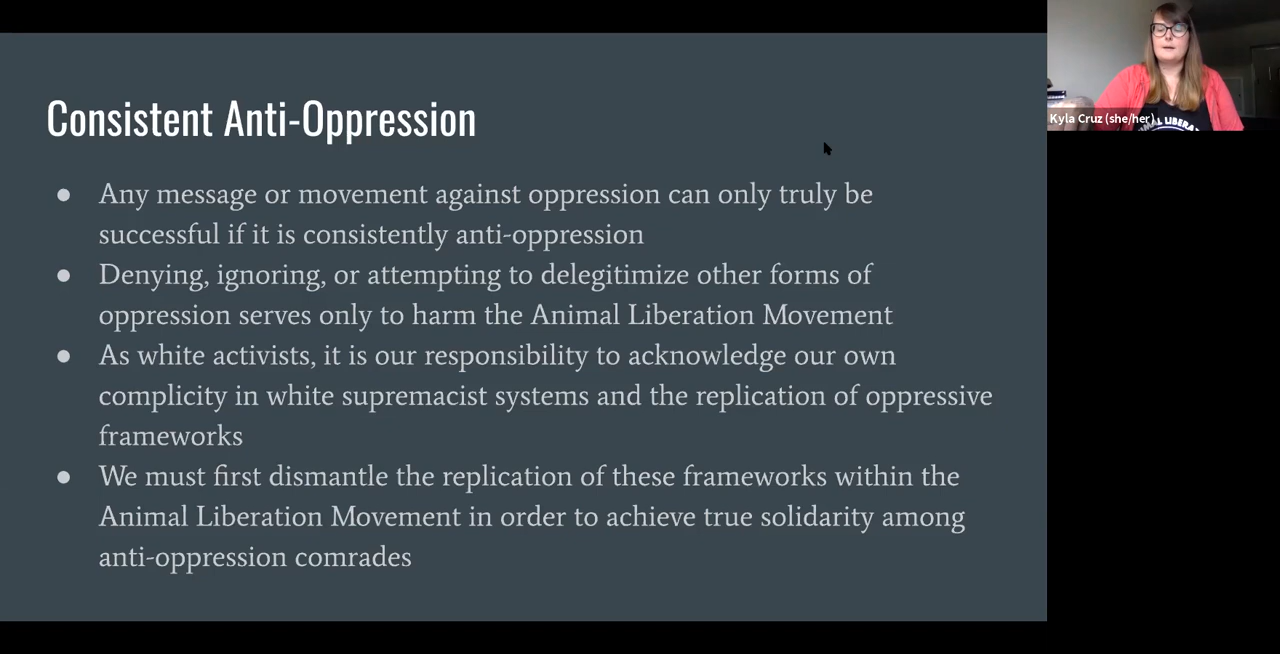 Consistent Anti-Oppression
● Any message or movement against oppression can only truly be
successful if it is consistently anti-oppression
● Denying, ignoring, or attempting to delegitimize other forms of
oppression serves only to harm the Animal Liberation Movement
● As white activists, it is our responsibility to acknowledge our own
complicity in white supremacist systems and the replication of oppressive
frameworks
● We must first dismantle the replication of these frameworks within the
Animal Liberation Movement in order to achieve true solidarity among
anti-oppression comrades
Kyla Cruz (she/her)